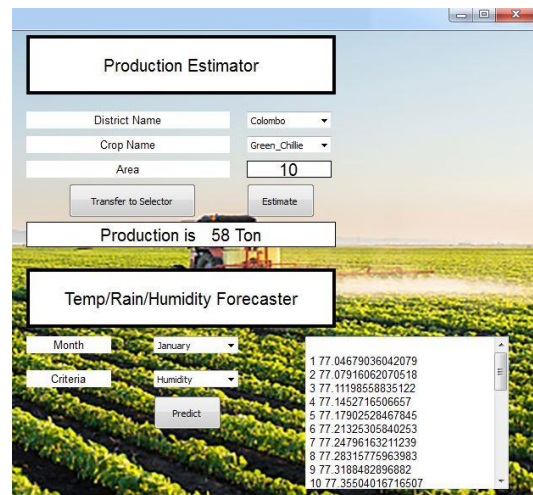 Production Estimator
District Name Colombo
Crop Name Green_Chillie
Area 10
Transfer to Selector Estimate
Production is 58 Ton
Temp/Rain/Humidity Forecaster
Month January
Criteria Humidity
Predict
1 77.04679036042079
2 77.07916062070518
3 77.11198558835122
4 77.1452716506657
5 77.17902528467845
6 77.21325305840253
7 77.24796163211239
8 77.28315775963983
9 77.3188482896882
10 77.35504016716507